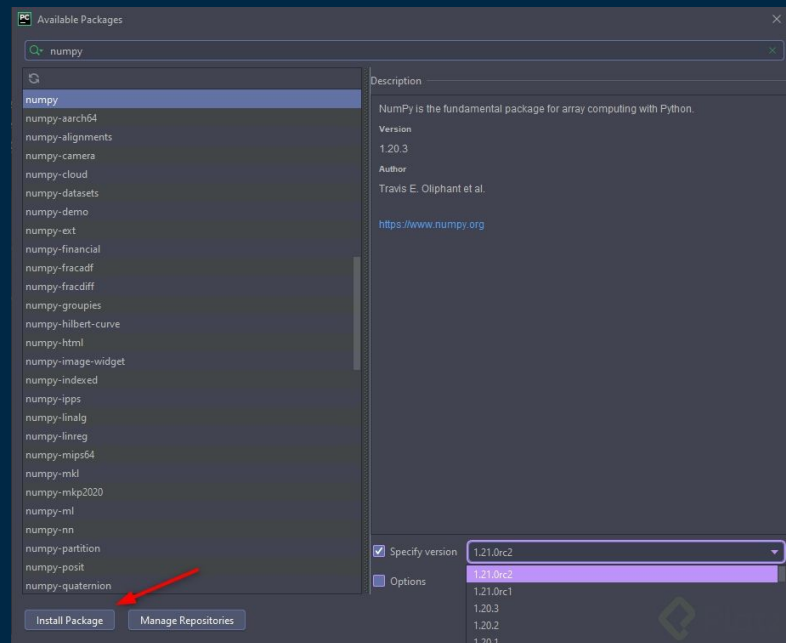 PC Available Packages
numpy
numpy
numpy-aarch64
numpy-alignments
numpy-camera
numpy-cloud
numpy-datasets
numpy-demo
numpy-ext
numpy-financial
numpy-fracadf
numpy-fracdiff
numpy-groupies
numpy-hilbert-curve
numpy-html
numpy-image-widget
numpy-indexed
numpy-ipps
numpy-linalg
numpy-linreg
numpy-mips64
numpy-mkl
numpy-mkp2020
numpy-ml
numpy-nn
numpy-partition
numpy-posit
numpy-quaternion
Description
NumPy is the fundamental package for array computing with Python.
Version
1.20.3
Author
Travis E. Oliphant et al.
https://www.numpy.org
Specify version 1.21.0rc2
1.21.0rc2
Options
1.21.0rc1
1.20.3
1.20.2
1.20.1
Install Package Manage Repositories